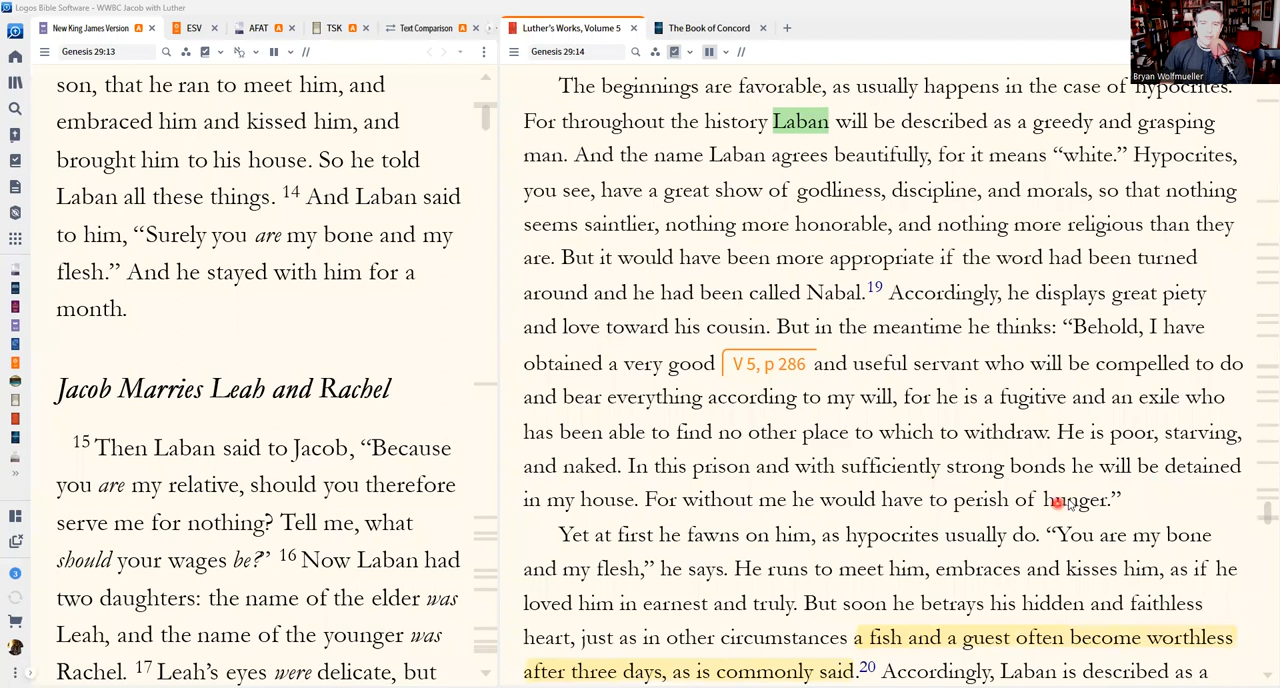 Logos Bible Software - WWBC Jacob with Luther
New King James Version A ×
ESV ×
AFAT A ×
TSK A ×
Text Comparison A ×
Genesis 29:13
son, that he ran to meet him, and
embraced him and kissed him, and
brought him to his house. So he told
Laban all these things. 14 And Laban said
to him, “Surely you are my bone and my
flesh.” And he stayed with him for a
month.
Jacob Marries Leah and Rachel
15 Then Laban said to Jacob, “Because
you are my relative, should you therefore
serve me for nothing? Tell me, what
should your wages be?” 16 Now Laban had
two daughters: the name of the elder was
Leah, and the name of the younger was
Rachel. 17 Leah’s eyes were delicate, but
Luther's Works, Volume 5 ×
The Book of Concord ×
Genesis 29:14
Bryan Wolfmueller
The beginnings are favorable, as usually happens in the case of hypocrites.
For throughout the history Laban will be described as a greedy and grasping
man. And the name Laban agrees beautifully, for it means “white.” Hypocrites,
you see, have a great show of godliness, discipline, and morals, so that nothing
seems saintlier, nothing more honorable, and nothing more religious than they
are. But it would have been more appropriate if the word had been turned
around and he had been called Nabal.19 Accordingly, he displays great piety
and love toward his cousin. But in the meantime he thinks: “Behold, I have
obtained a very good V 5, p 286 and useful servant who will be compelled to do
and bear everything according to my will, for he is a fugitive and an exile who
has been able to find no other place to which to withdraw. He is poor, starving,
and naked. In this prison and with sufficiently strong bonds he will be detained
in my house. For without me he would have to perish of hunger.”
Yet at first he fawns on him, as hypocrites usually do. “You are my bone
and my flesh,” he says. He runs to meet him, embraces and kisses him, as if he
loved him in earnest and truly. But soon he betrays his hidden and faithless
heart, just as in other circumstances a fish and a guest often become worthless
after three days, as is commonly said.20 Accordingly, Laban is described as a
3